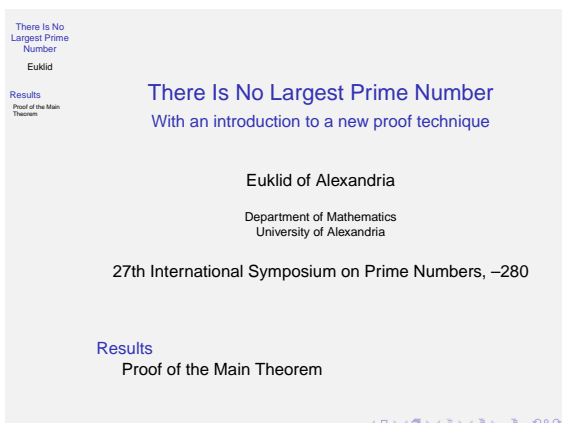 There Is No
Largest Prime
Number
Euklid
Results
Proof of the Main
Theorem
There Is No Largest Prime Number
With an introduction to a new proof technique
Euklid of Alexandria
Department of Mathematics
University of Alexandria
27th International Symposium on Prime Numbers, –280
Results
Proof of the Main Theorem